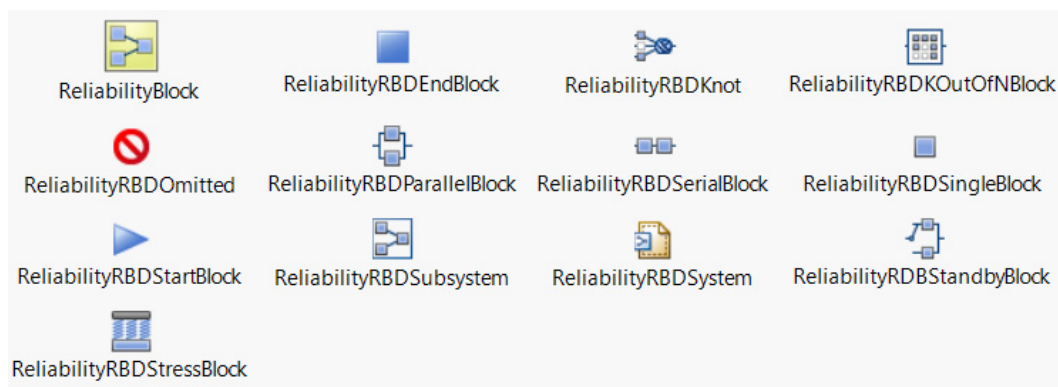 ReliabilityBlock
ReliabilityRBDEndBlock
ReliabilityRBDKnot
ReliabilityRBDKOutOfNBlock
ReliabilityRBDOmitted
ReliabilityRBDParallelBlock
ReliabilityRBDSerialBlock
ReliabilityRBDSingleBlock
ReliabilityRBDStartBlock
ReliabilityRBDSubsystem
ReliabilityRBDSystem
ReliabilityRDBStandbyBlock
ReliabilityRBDStressBlock